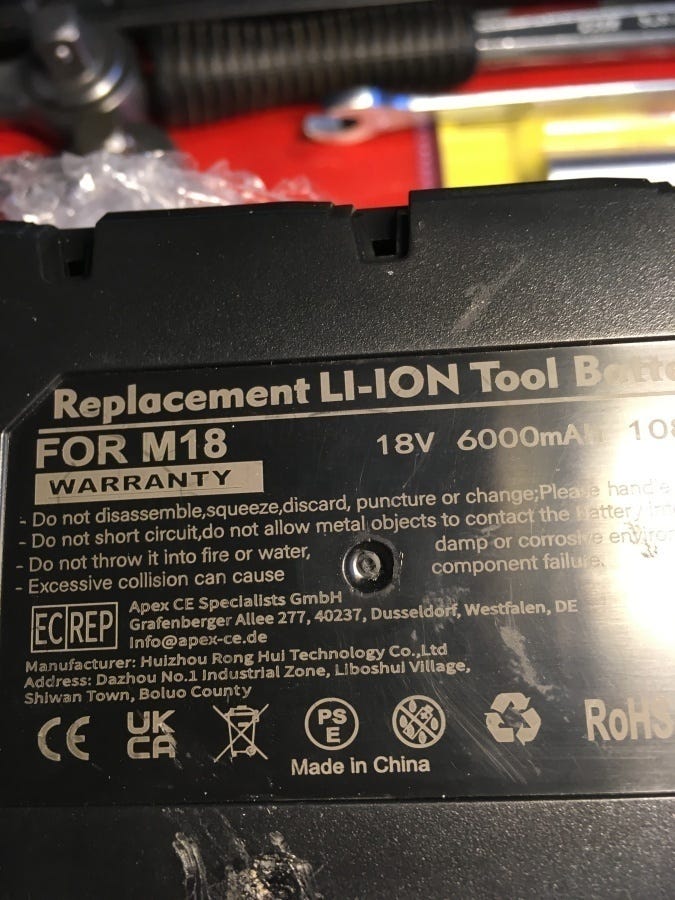 Replacement LI-ION Tool
FOR M18
18V 6000mAh
WARRANTY
- Do not disassemble,squeeze,discard, puncture or change;Please handle
- Do not short circuit,do not allow metal objects to contact the battery
- Do not throw it into fire or water,
damp or corrosive
- Excessive collision can cause
component failure.
EC REP
Apex CE Specialists GmbH
Grafenberger Allee 277, 40237, Dusseldorf, Westfalen, DE
Info@apex-ce.de
Manufacturer: Huizhou Rong Hui Technology Co.,Ltd
Address: Dazhou No.1 Industrial Zone, Liboshui Village,
Shiwan Town, Boluo County
CE UK CA PS E RoHS
Made in China